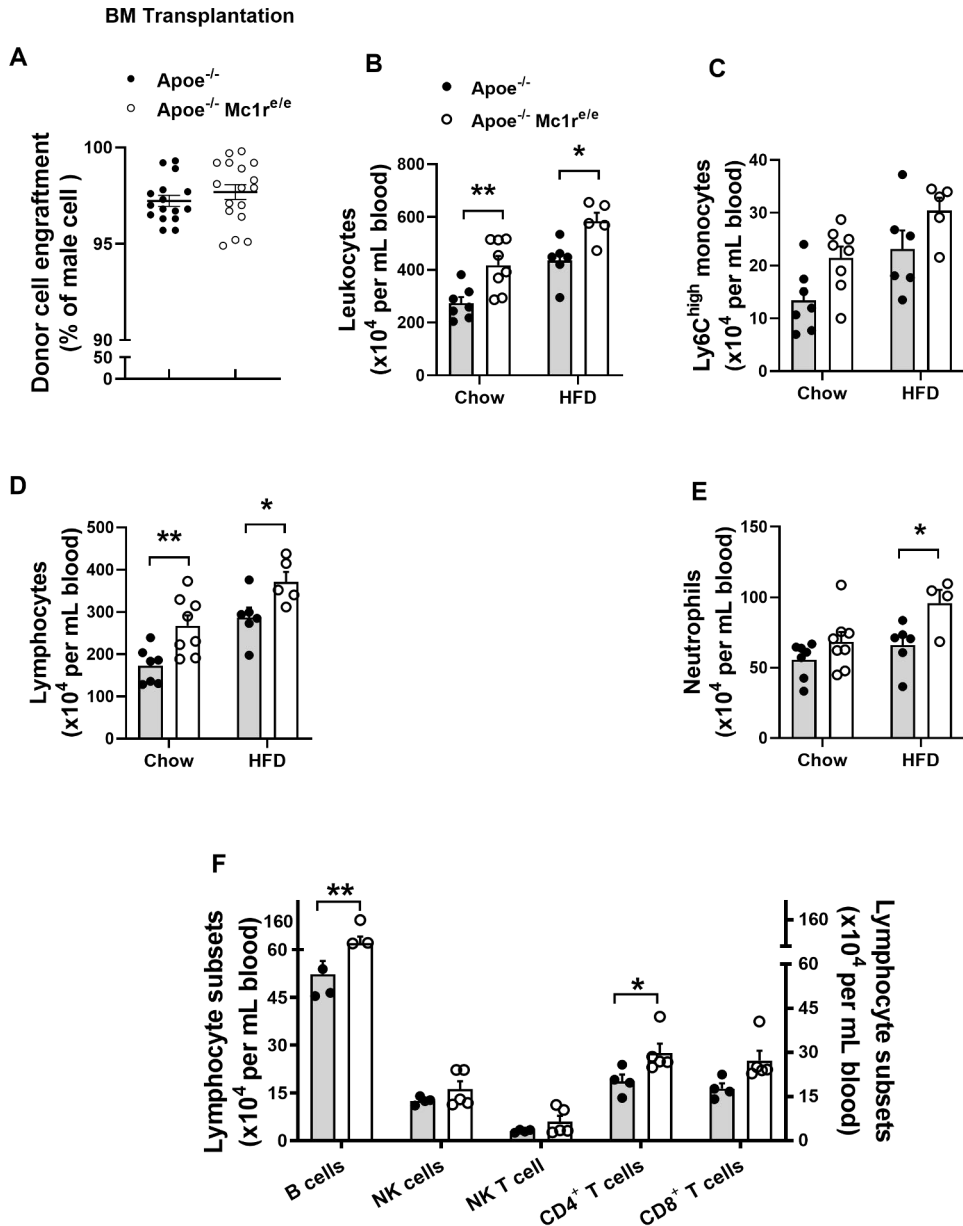 BM Transplantation
A
Apoe-/-
Apoe-/- Mc1re/e
Donor cell engraftment
(% of male cell )
100
95
90
50
0
B
Apoe-/-
Apoe-/- Mc1re/e
Leukocytes
(x104 per mL blood)
800
600
400
200
0
**
*
Chow
HFD
C
Ly6Chigh monocytes
(x104 per mL blood)
40
30
20
10
0
Chow
HFD
D
Lymphocytes
(x104 per mL blood)
500
400
300
200
100
0
**
*
Chow
HFD
E
Neutrophils
(x104 per mL blood)
150
100
50
0
*
Chow
HFD
F
Lymphocyte subsets
(x104 per mL blood)
160
60
45
30
15
0
**
*
B cells
NK cells
NK T cell
CD4+ T cells
CD8+ T cells
160
60
45
30
15
0
Lymphocyte subsets
(x104 per mL blood)